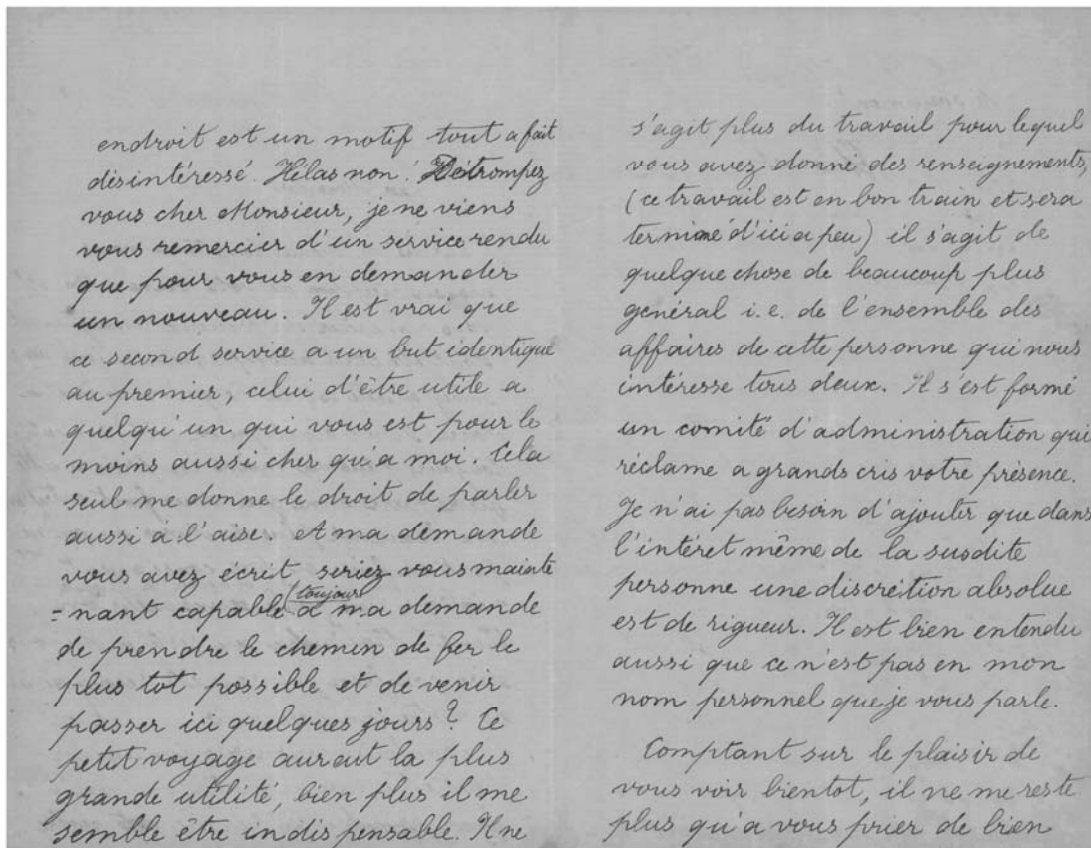 endroit est un motif tout a fait
désintéressé. Hélas non! Détrompez
vous cher Monsieur, je ne viens
vous remercier d'un service rendu
que pour vous en demander
un nouveau. Il est vrai que
ce second service a un but identique
au premier, celui d'être utile a
quelqu'un qui vous est pour le
moins aussi cher qu'a moi. Cela
seul me donne le droit de parler
aussi à l'aise. et ma demande
vous avez écrit, seriez vous mainte
=nant capable (toujour) a ma demande
de prendre le chemin de fer le
plus tot possible et de venir
passer ici quelques jours? Ce
petit voyage aurait la plus
grande utilité, bien plus il me
semble être indispensable. Il ne
s'agit plus du travail pour lequel
vous avez donné des renseignements,
(ce travail est en bon train et sera
terminé d'ici a peu) il s'agit de
quelque chose de beaucoup plus
général i.e. de l'ensemble des
affaires de cette personne qui nous
intéresse tous deux. Il s'est formé
un comité d'administration qui
réclame a grands cris votre présence.
Je n'ai pas besoin d'ajouter que dans
l'intéret même de la susdite
personne une discrétion absolue
est de rigueur. Il est bien entendu
aussi que ce n'est pas en mon
nom personnel que je vous parle.
Comptant sur le plaisir de
vous voir bientot, il ne me reste
plus qu'a vous prier de bien